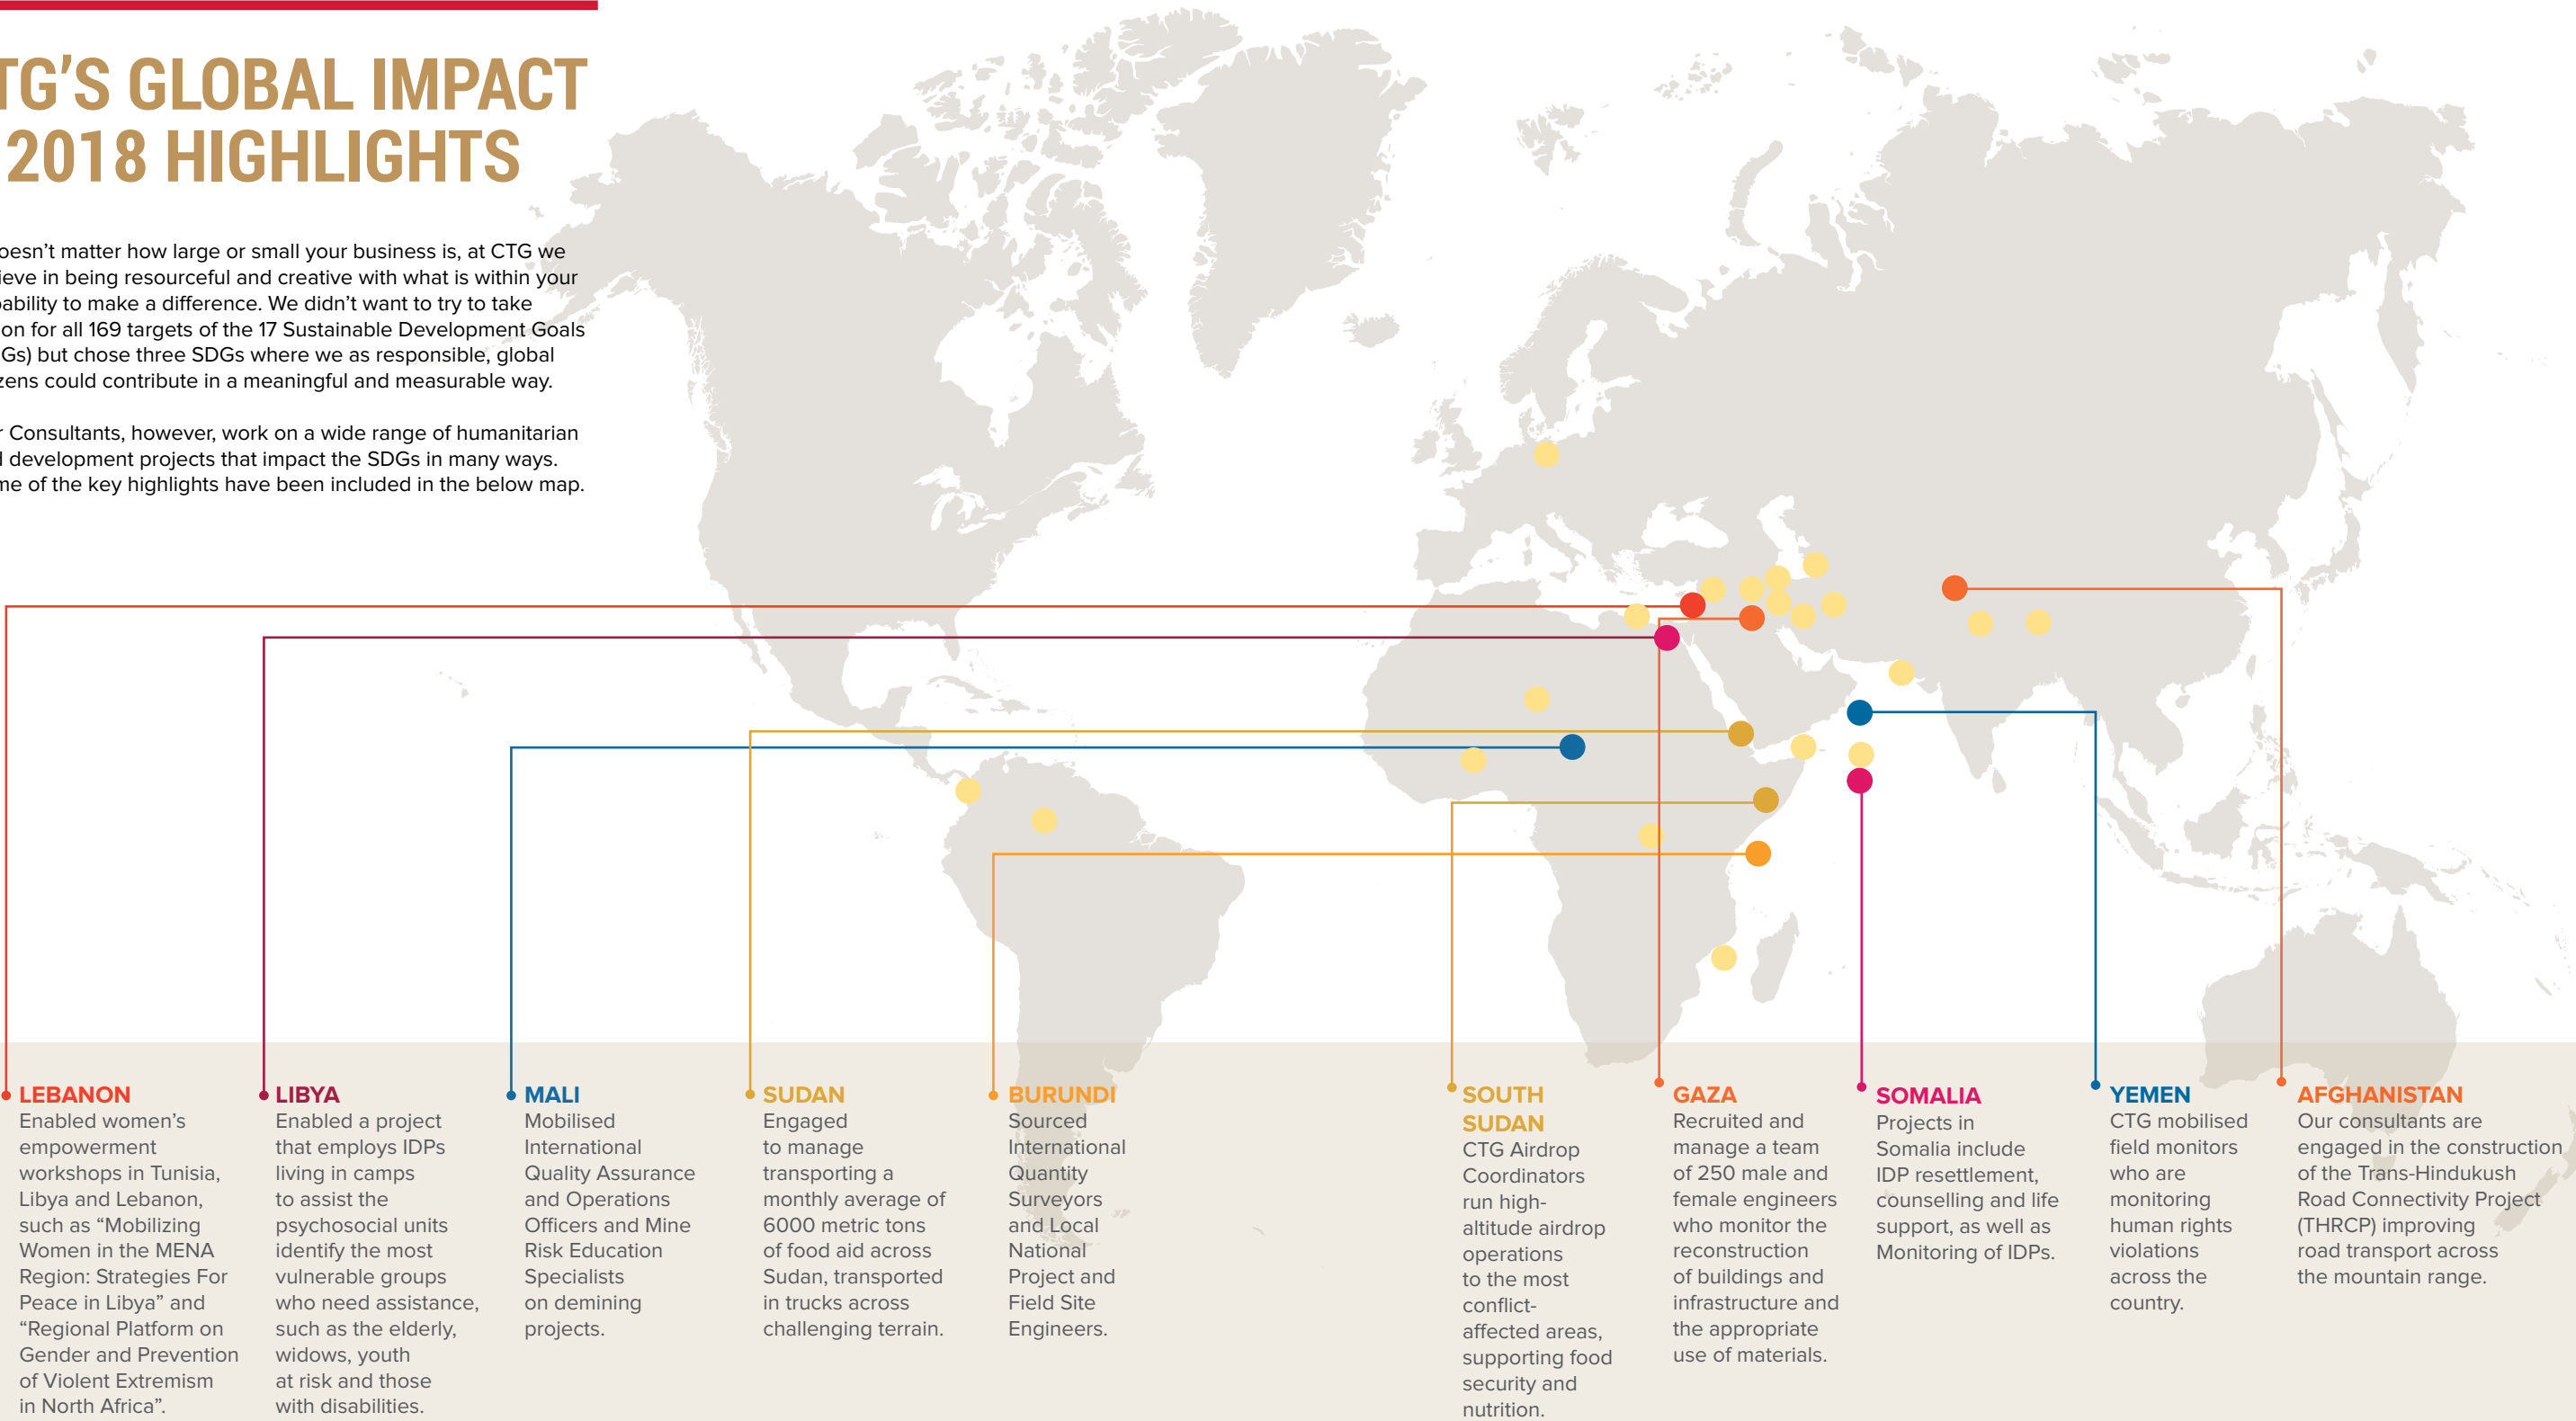 TG’S GLOBAL IMPACT
2018 HIGHLIGHTS
oesn’t matter how large or small your business is, at CTG we
ieve in being resourceful and creative with what is within your
ability to make a difference. We didn’t want to try to take
on for all 169 targets of the 17 Sustainable Development Goals
Gs) but chose three SDGs where we as responsible, global
zens could contribute in a meaningful and measurable way.
r Consultants, however, work on a wide range of humanitarian
d development projects that impact the SDGs in many ways.
me of the key highlights have been included in the below map.
LEBANON
Enabled women’s
empowerment
workshops in Tunisia,
Libya and Lebanon,
such as “Mobilizing
Women in the MENA
Region: Strategies For
Peace in Libya” and
“Regional Platform on
Gender and Prevention
of Violent Extremism
in North Africa”.
LIBYA
Enabled a project
that employs IDPs
living in camps
to assist the
psychosocial units
identify the most
vulnerable groups
who need assistance,
such as the elderly,
widows, youth
at risk and those
with disabilities.
MALI
Mobilised
International
Quality Assurance
and Operations
Officers and Mine
Risk Education
Specialists
on demining
projects.
SUDAN
Engaged
to manage
transporting a
monthly average of
6000 metric tons
of food aid across
Sudan, transported
in trucks across
challenging terrain.
BURUNDI
Sourced
International
Quantity
Surveyors
and Local
National
Project and
Field Site
Engineers.
SOUTH
SUDAN
CTG Airdrop
Coordinators
run high-
altitude airdrop
operations
to the most
conflict-
affected areas,
supporting food
security and
nutrition.
GAZA
Recruited and
manage a team
of 250 male and
female engineers
who monitor the
reconstruction
of buildings and
infrastructure and
the appropriate
use of materials.
SOMALIA
Projects in
Somalia include
IDP resettlement,
counselling and life
support, as well as
Monitoring of IDPs.
YEMEN
CTG mobilised
field monitors
who are
monitoring
human rights
violations
across the
country.
AFGHANISTAN
Our consultants are
engaged in the construction
of the Trans-Hindukush
Road Connectivity Project
(THRCP) improving
road transport across
the mountain range.